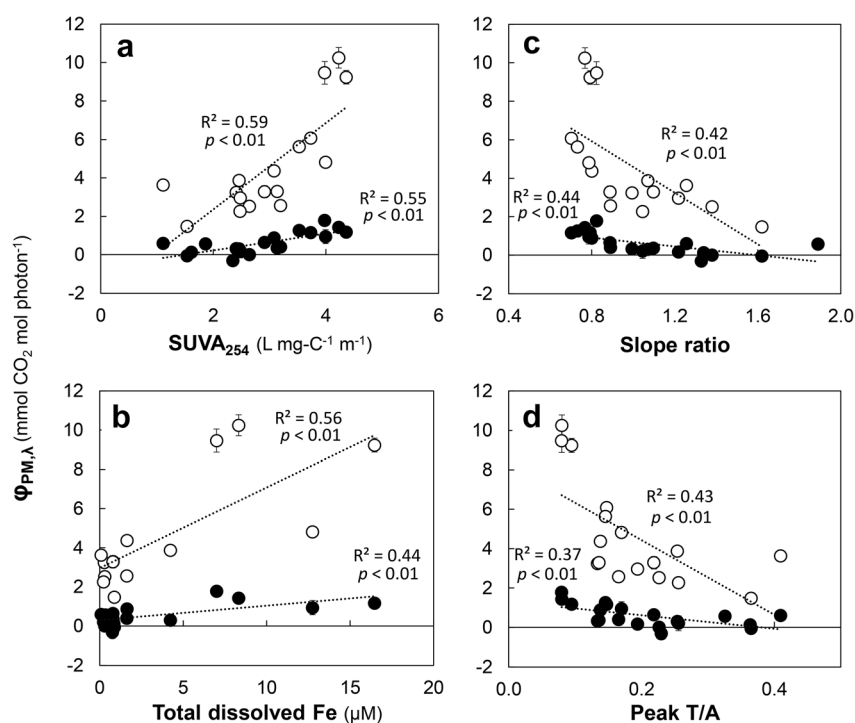 φPM,λ (mmol CO2 mol photon-1)
a
12
10
8
6
4
2
0
-2
R² = 0.59
p < 0.01
R² = 0.55
p < 0.01
0 2 4 6
SUVA254 (L mg-C-1 m-1)
c
12
10
8
6
4
2
0
-2
R² = 0.42
p < 0.01
R² = 0.44
p < 0.01
0.4 0.8 1.2 1.6 2.0
Slope ratio
b
12
10
8
6
4
2
0
-2
R² = 0.56
p < 0.01
R² = 0.44
p < 0.01
0 5 10 15 20
Total dissolved Fe (µM)
d
12
10
8
6
4
2
0
-2
R² = 0.43
p < 0.01
R² = 0.37
p < 0.01
0.0 0.2 0.4
Peak T/A